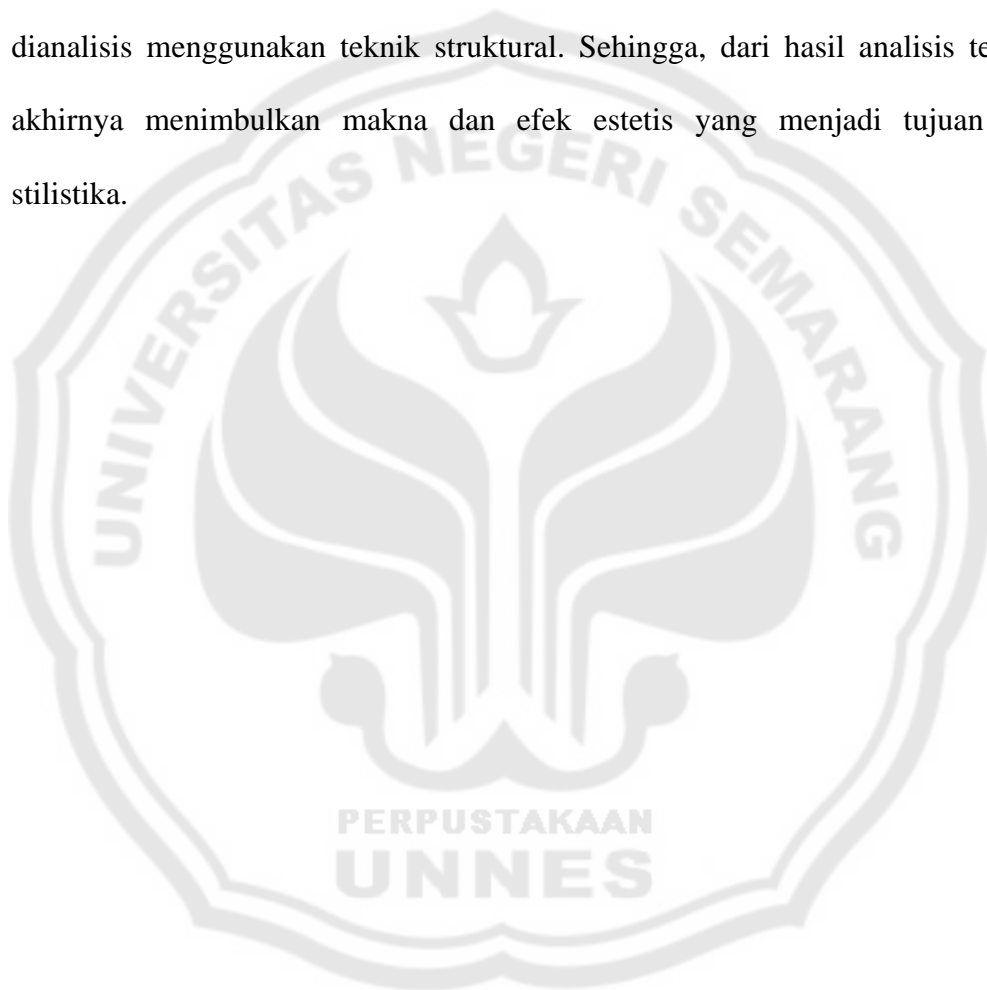 dianalisis menggunakan teknik struktural. Sehingga, dari hasil analisis
akhirnya menimbulkan makna dan efek estetis yang menjadi tujuan
stilistika.
UNIVERSITAS NEGERI SEMARANG
PERPUSTAKAAN
UNNES